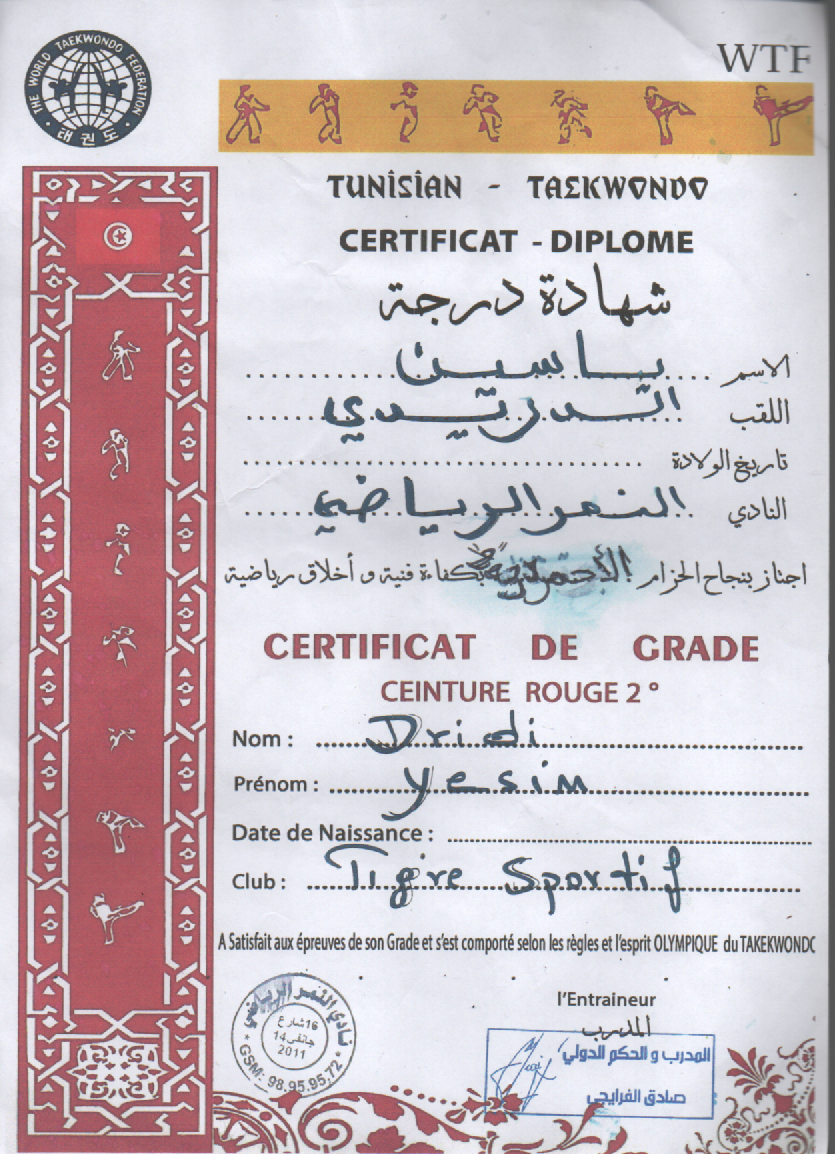 THE WORLD TAEKWONDO FEDERATION
태권도
WTF
TUNISIAN - TAEKWONDO
CERTIFICAT - DIPLOME
شهادة درجة
الاسم ياسين
اللقب الدريدي
تاريخ الولادة
النادي النمر الرياضي
اجتاز بنجاح الحزام الأحمر بكفاءة فنية و أخلاق رياضية
CERTIFICAT DE GRADE
CEINTURE ROUGE 2°
Nom : Dridi
Prénom : yesim
Date de Naissance :
Club : Tigre Sportif
A Satisfait aux épreuves de son Grade et s'est comporté selon les règles et l'esprit OLYMPIQUE du TAKEKWONDO
l'Entraineur
المدرب
نادي النمر الرياضي
16 شارع
14 جانفي
2011
GSM: 98.95.95.72
المدرب و الحكم الدولي
صادق الفرايجي